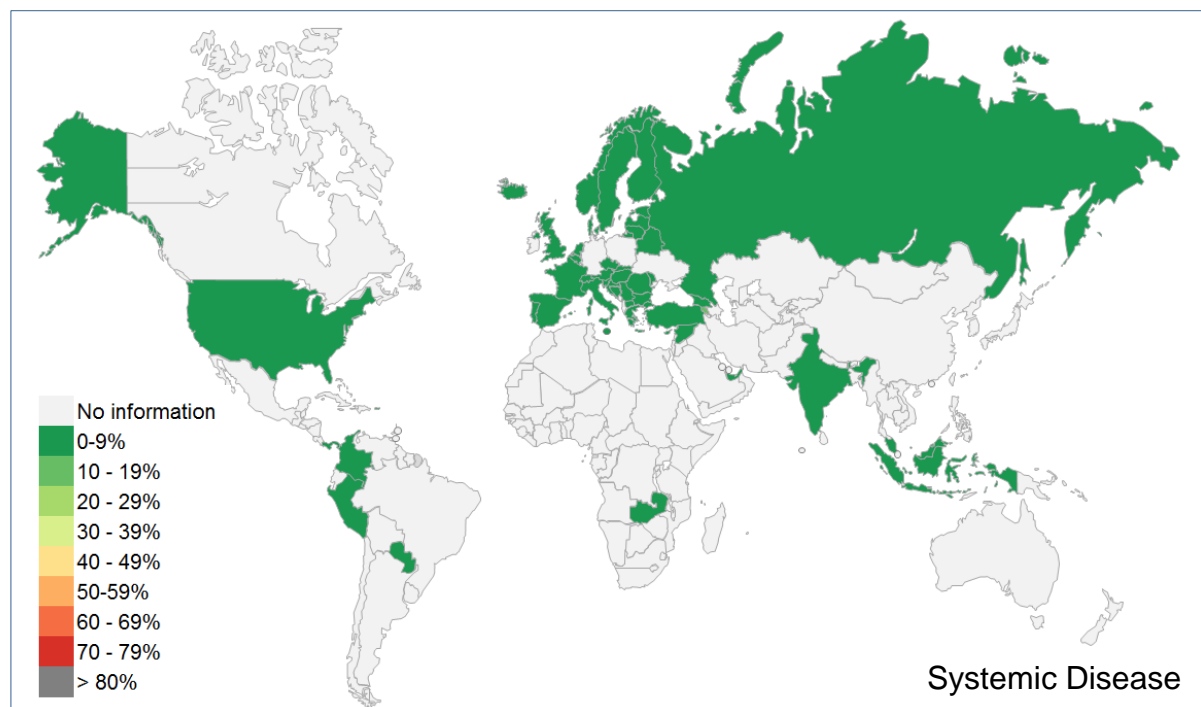 No information
0-9%
10 - 19%
20 - 29%
30 - 39%
40 - 49%
50-59%
60 - 69%
70 - 79%
> 80%
Systemic Disease